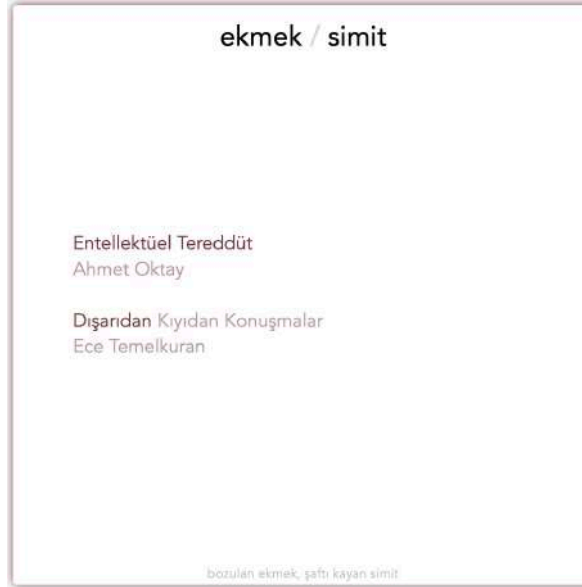 ekmek / simit
Entellektüel Tereddüt
Ahmet Oktay
Dışarıdan Kıyıdan Konuşmalar
Ece Temelkuran
bozulan ekmek, şaftı kayan simit